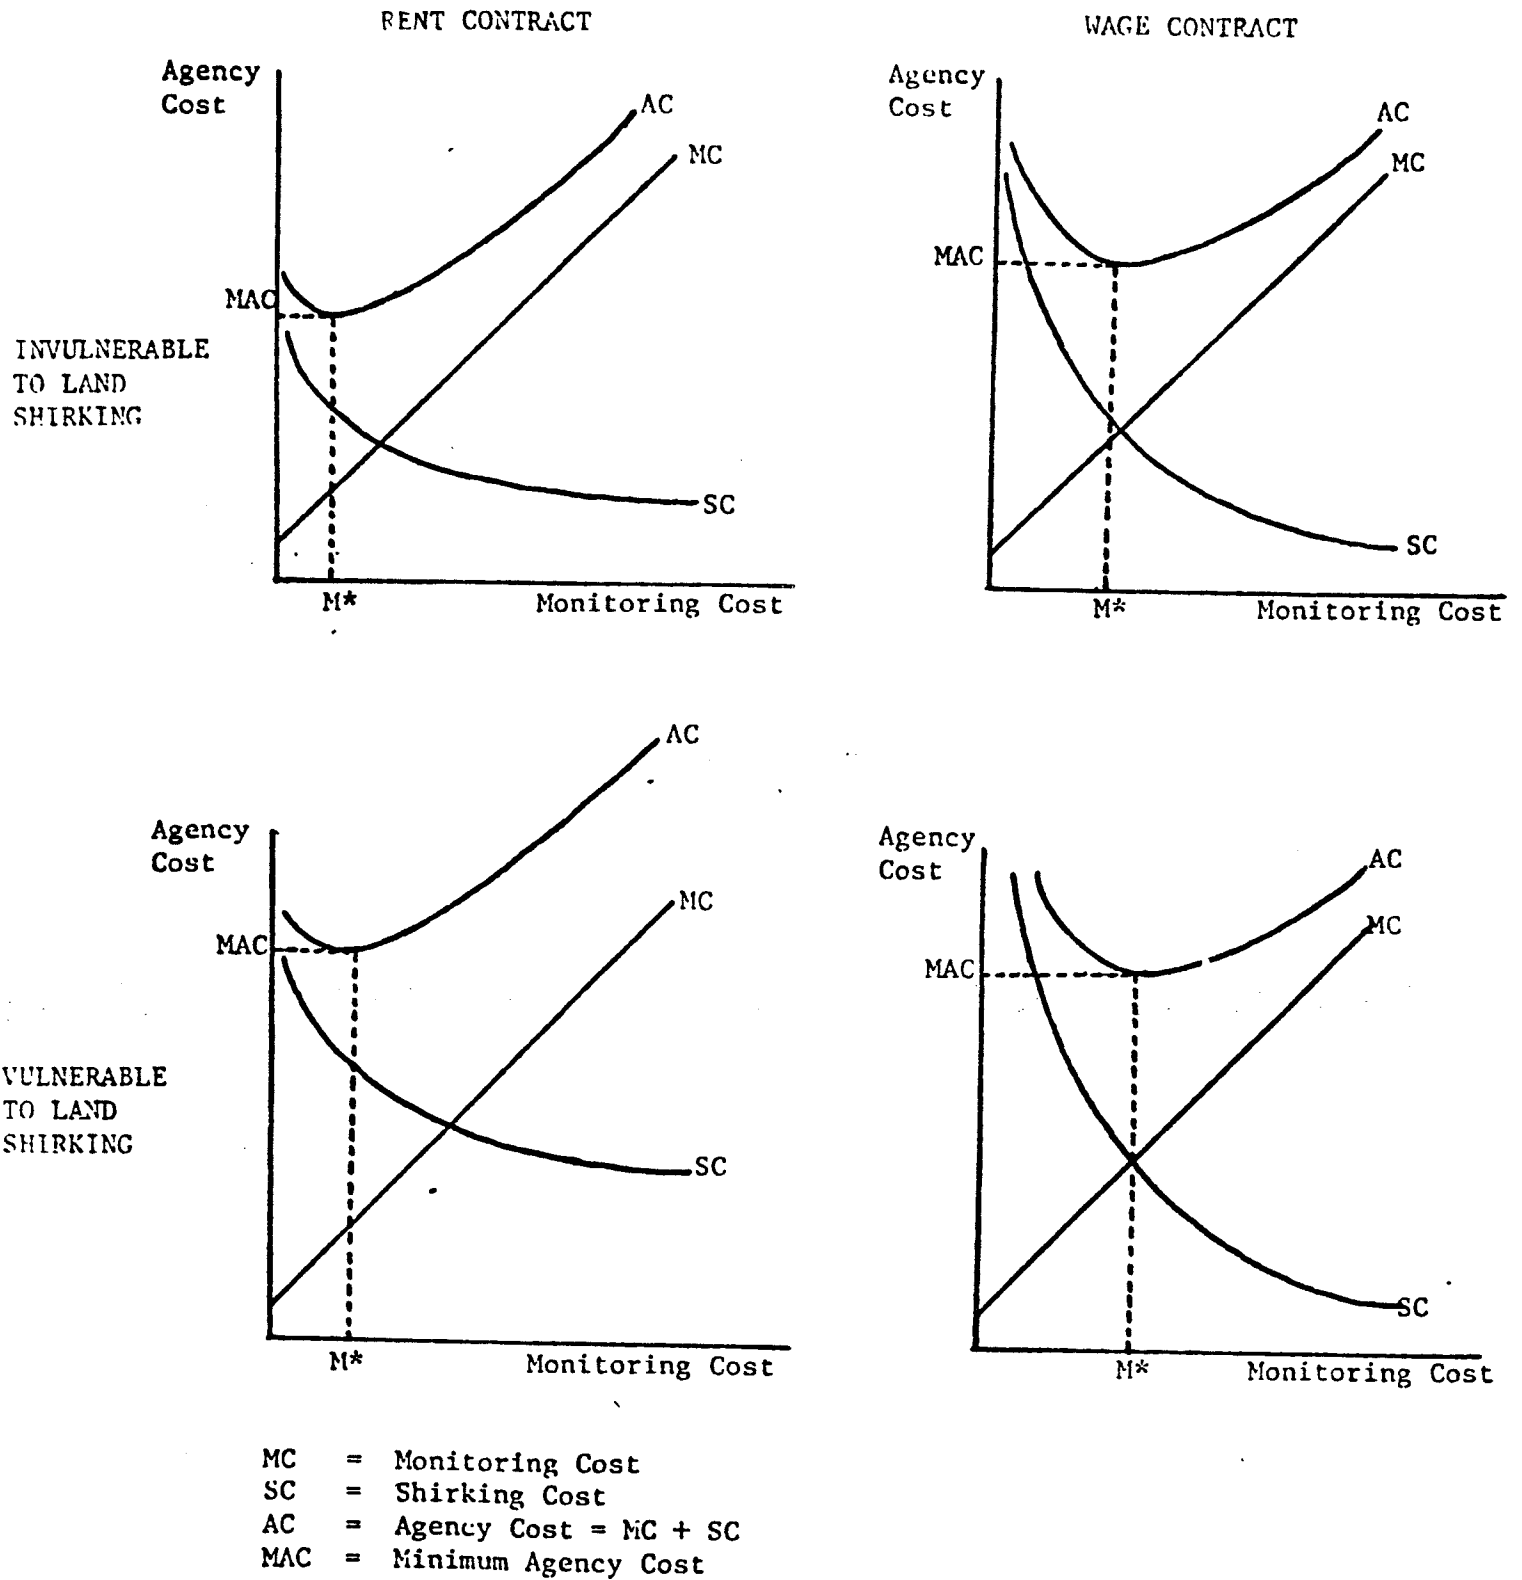 RENT CONTRACT
WAGE CONTRACT
Agency
Cost
AC
MC
MAC
INVULNERABLE
TO LAND
SHIRKING
SC
M*
Monitoring Cost
Agency
Cost
AC
MC
MAC
SC
M*
Monitoring Cost
Agency
Cost
AC
MC
MAC
VULNERABLE
TO LAND
SHIRKING
SC
M*
Monitoring Cost
Agency
Cost
AC
MC
MAC
SC
M*
Monitoring Cost
MC = Monitoring Cost
SC = Shirking Cost
AC = Agency Cost = MC + SC
MAC = Minimum Agency Cost